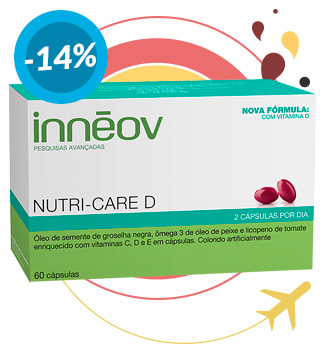 -14%
NOVA FÓRMULA:
COM VITAMINA D
innēov
PESQUISAS AVANÇADAS
NUTRI-CARE D
2 CÁPSULAS POR DIA
Óleo de semente de groselha negra, ômega 3 de óleo de peixe e licopeno de tomate
enriquecido com vitaminas C, D e E em cápsulas. Colorido artificialmente
60 cápsulas